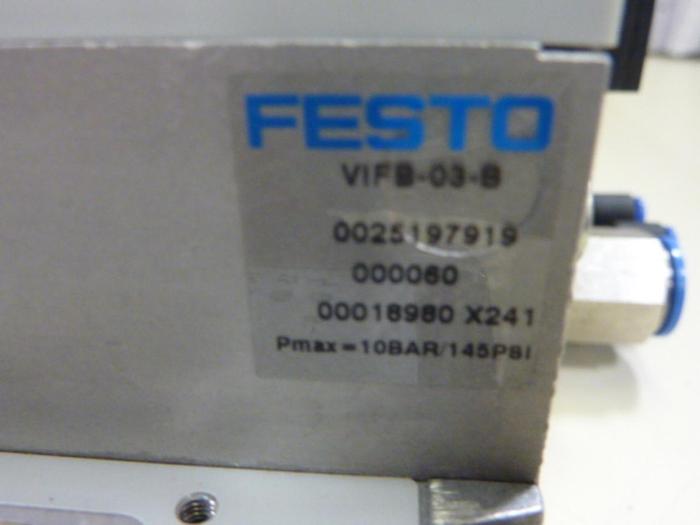 FESTO
VIFB-03-B
0025197919
000060
00018980 X241
Pmax=10BAR/145PSI